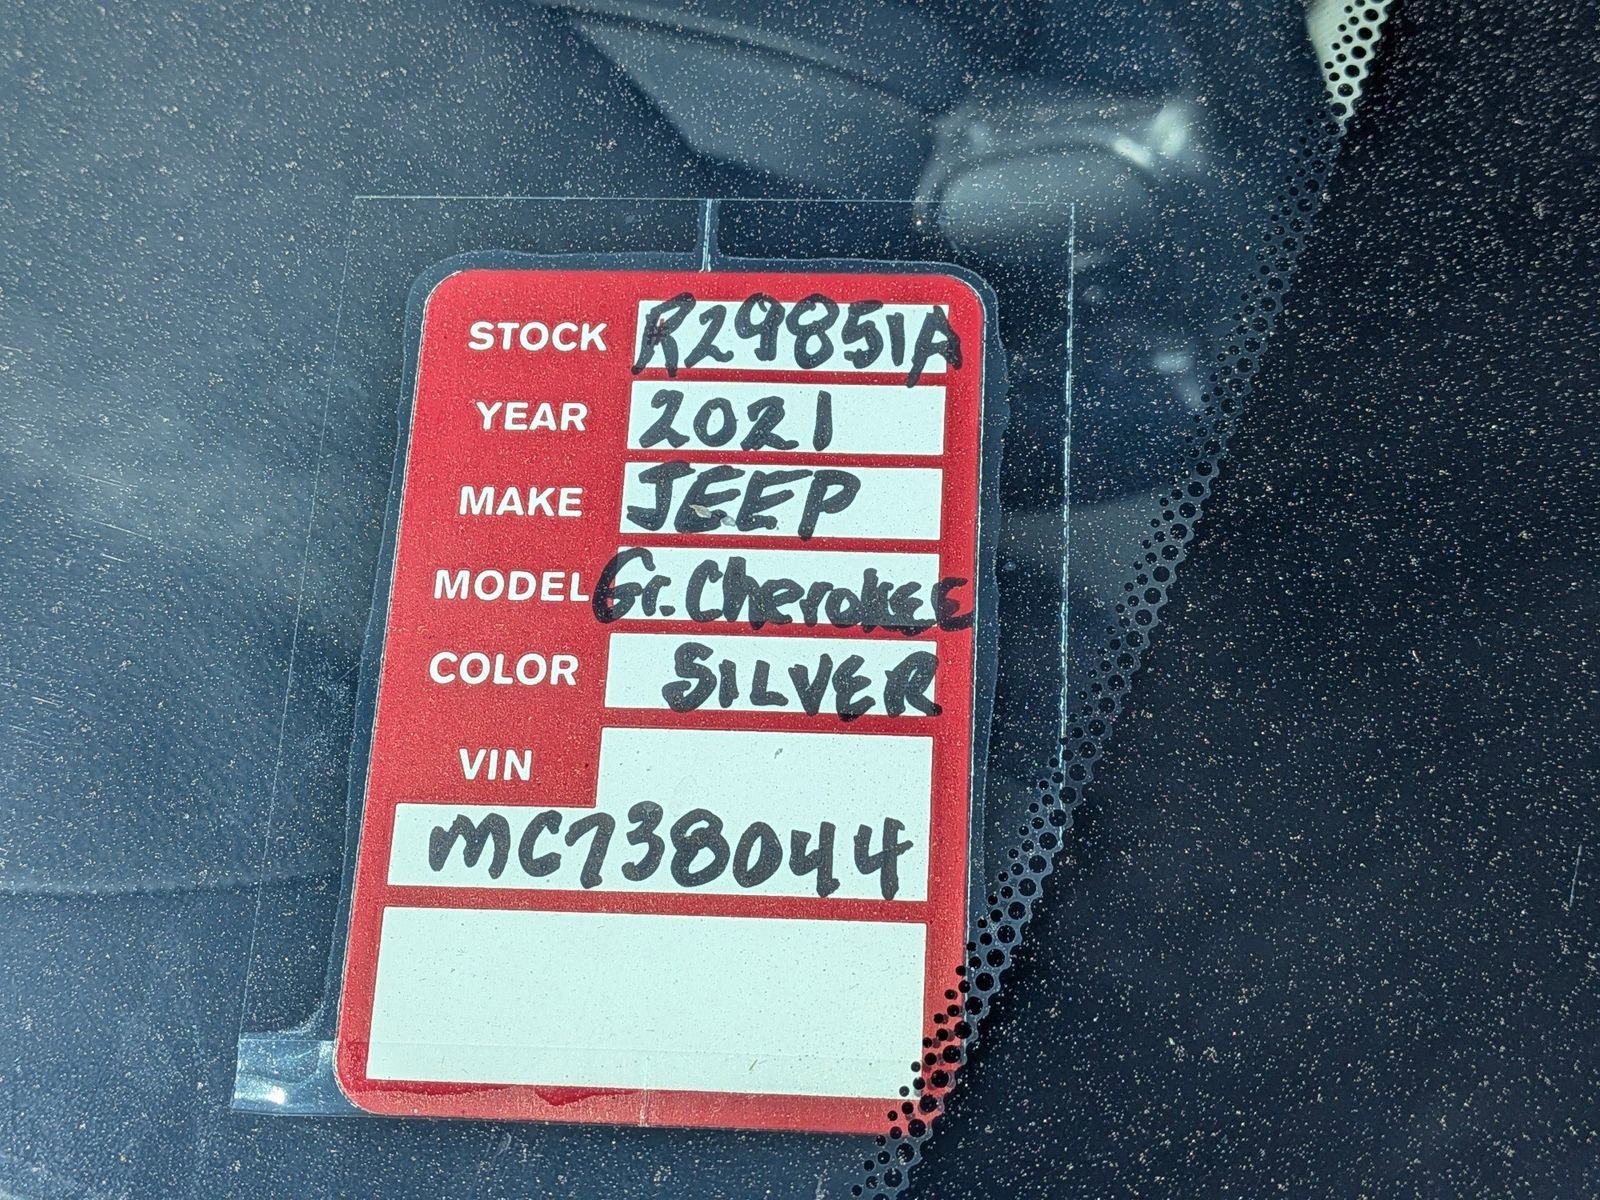 STOCK R29851A
YEAR 2021
MAKE JEEP
MODEL Gr. Cherokee
COLOR SILVER
VIN
MC738044